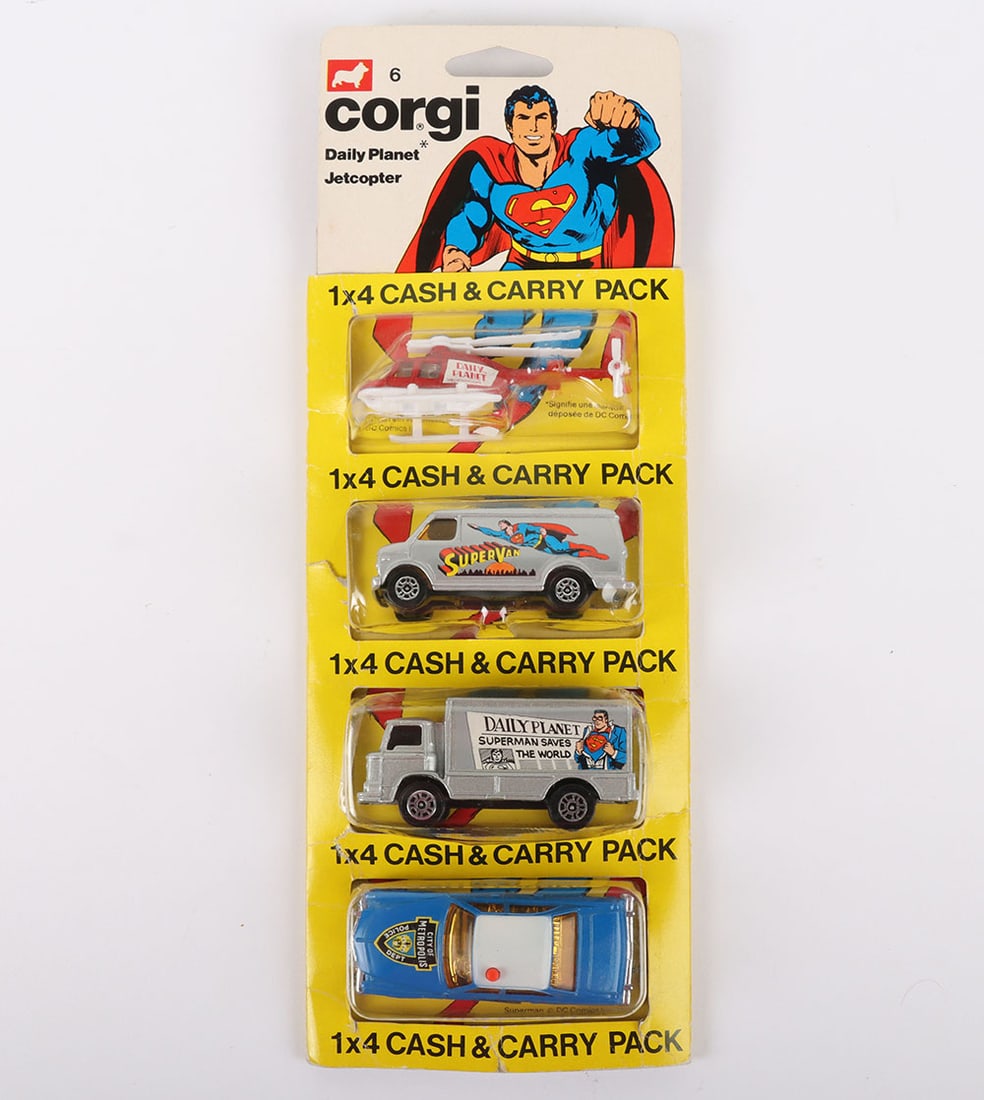 6
corgi®
Daily Planet*
Jetcopter
S
1x4 CASH & CARRY PACK
DAILY
PLANET
*Signifie une
déposée de DC Com
Comics
1x4 CASH & CARRY PACK
SUPERVAN
1x4 CASH & CARRY PACK
DAILY PLANET
SUPERMAN SAVES
THE WORLD
S
1x4 CASH & CARRY PACK
CITY OF
METROPOLIS
POLICE
DEPT
Superman © DC Comics
1x4 CASH & CARRY PACK